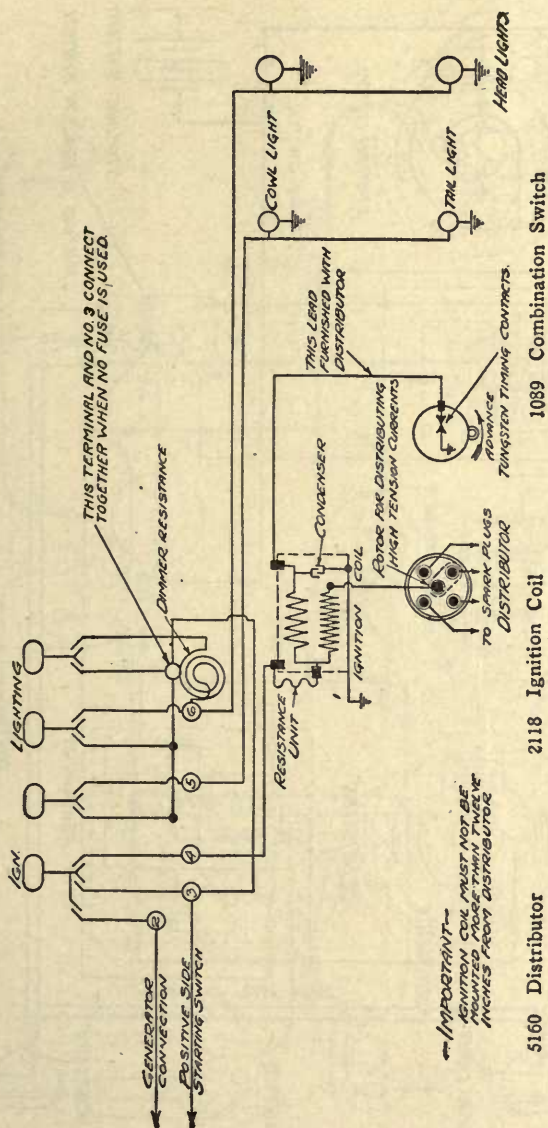 IGN.
LIGHTING
THIS TERMINAL AND NO. 3 CONNECT
TOGETHER WHEN NO FUSE IS USED.
DIMMER RESISTANCE
GENERATOR
CONNECTION
POSITIVE SIDE
STARTING SWITCH
2
3
4
5
6
COWL LIGHT
TAIL LIGHT
HEAD LIGHTS.
RESISTANCE
UNIT
IGNITION COIL
CONDENSER
THIS LEAD
FURNISHED WITH
DISTRIBUTOR
ROTOR FOR DISTRIBUTING
HIGH TENSION CURRENTS
TO SPARK PLUGS
DISTRIBUTOR
ADVANCE
TUNGSTEN TIMING CONTACTS.
—IMPORTANT—
IGNITION COIL MUST NOT BE
MOUNTED MORE THAN TWELVE
INCHES FROM DISTRIBUTOR
5160 Distributor
2118 Ignition Coil
1089 Combination Switch